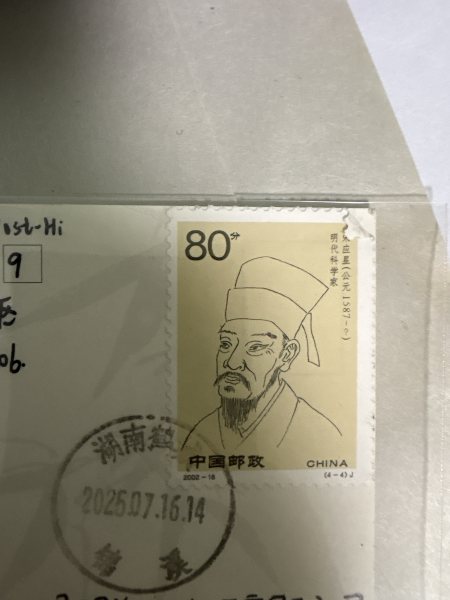 ost-Hi
9
06.
80分
宋应星(公元1587-?)
明代科学家
中国邮政 CHINA
2002-18 (4-4)J
湖南
2025.07.16.14